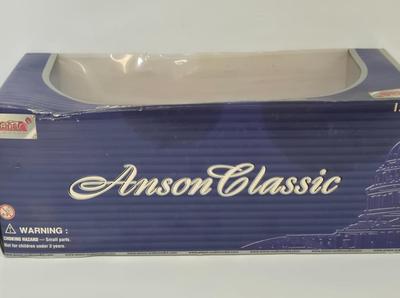 Anson Classic
WARNING :
CHOKING HAZARD — Small parts.
Not for children under 3 years.